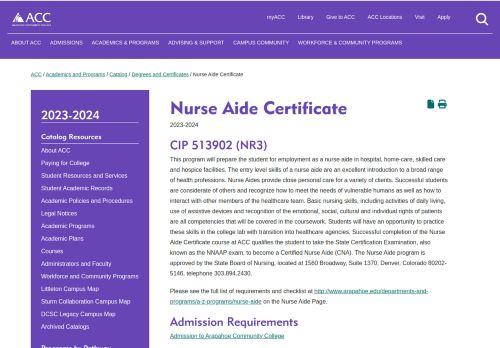 ACC
myACC Library Give to ACC ACC Locations Visit Apply
ABOUT ACC ADMISSIONS ACADEMICS & PROGRAMS ADVISING & SUPPORT CAMPUS COMMUNITY WORKFORCE & COMMUNITY PROGRAMS
ACC / Academics and Programs / Catalog / Degrees and Certificates / Nurse Aide Certificate
2023-2024
Catalog Resources
About ACC
Paying for College
Student Resources and Services
Student Academic Records
Academic Policies and Procedures
Legal Notices
Academic Programs
Academic Plans
Courses
Administrators and Faculty
Workforce and Community Programs
Littleton Campus Map
Sturm Collaboration Campus Map
DCSC Legacy Campus Map
Archived Catalogs
Programs by Pathway
Nurse Aide Certificate
2023-2024
CIP 513902 (NR3)
This program will prepare the student for employment as a nurse aide in hospital, home-care, skilled care
and hospice facilities. The entry level skills of a nurse aide are an excellent introduction to a broad range
of health professions. Nurse Aides provide close personal care for a variety of clients. Successful students
are considerate of others and recognize how to meet the needs of vulnerable humans as well as how to
interact with other members of the healthcare team. Basic nursing skills, including activities of daily living,
use of assistive devices and recognition of the emotional, social, cultural and individual rights of patients
are all competencies that will be covered in the coursework. Students will have an opportunity to practice
these skills in the college lab with transition into healthcare agencies. Successful completion of the Nurse
Aide Certificate course at ACC qualifies the student to take the State Certification Examination, also
known as the NNAAP exam, to become a Certified Nurse Aide (CNA). The Nurse Aide program is
approved by the State Board of Nursing, located at 1560 Broadway, Suite 1370, Denver, Colorado 80202-
5146, telephone 303.894.2430.
Please see the full list of requirements and checklist at http://www.arapahoe.edu/departments-and-
programs/a-z-programs/nurse-aide on the Nurse Aide Page.
Admission Requirements
Admission to Arapahoe Community College